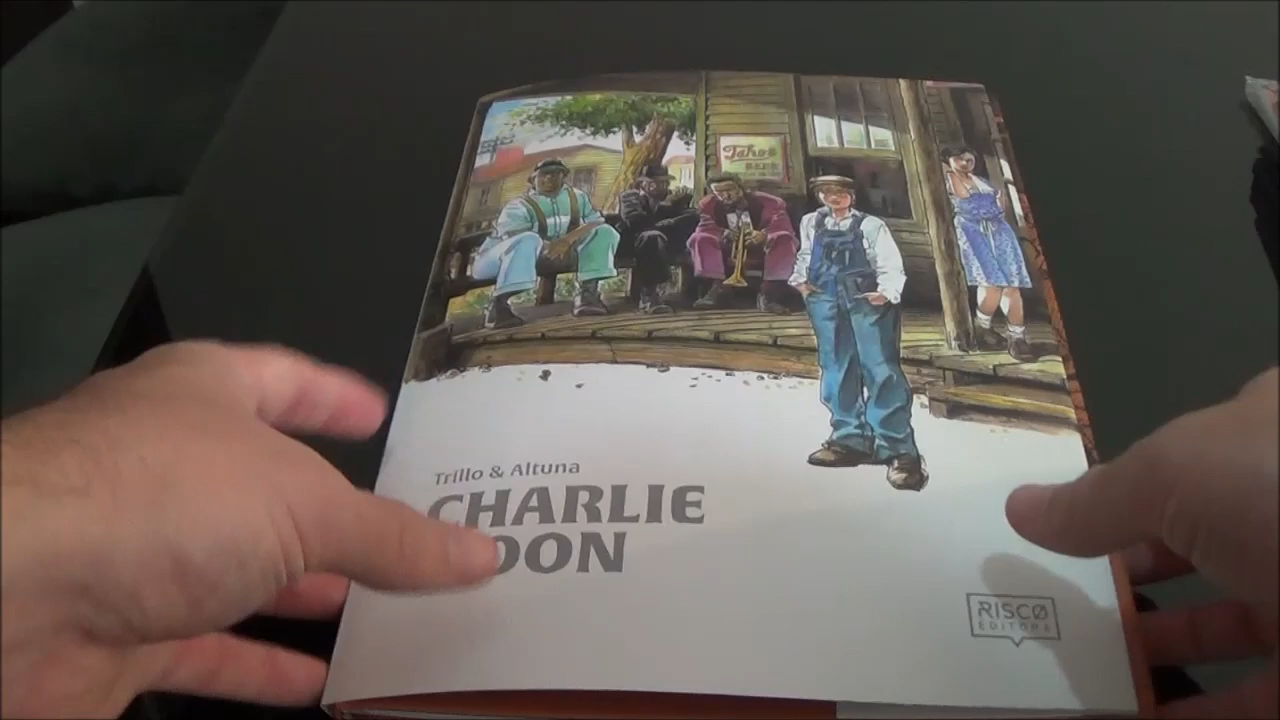 Tahoe
BEER
Trillo & Altuna
CHARLIE
OON
RISCO
EDITORA